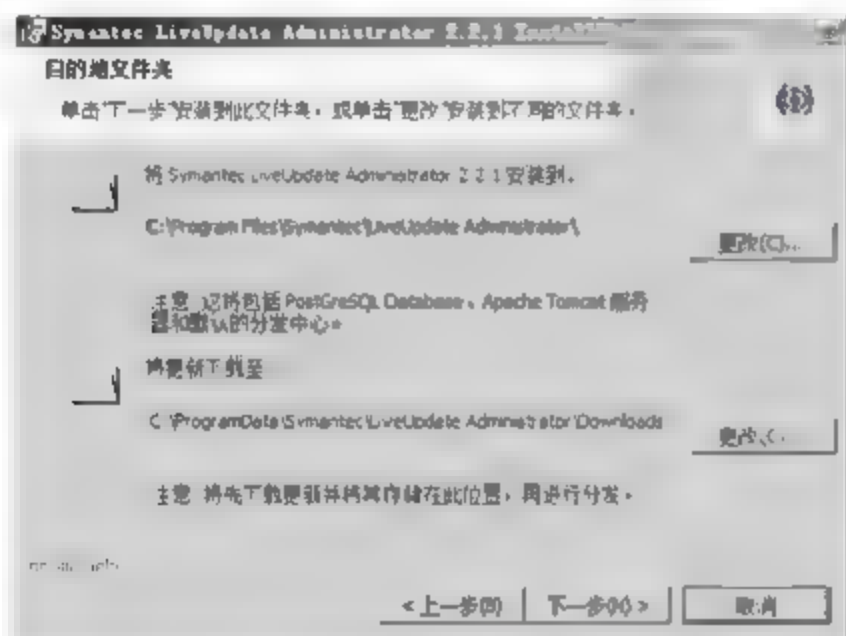 Symantec LiveUpdate Administrator 2.2.1
目的地文件夹
单击"下一步"安装到此文件夹，或单击"更改"安装到不同的文件夹。
将 Symantec LiveUpdate Administrator 2.2.1 安装到：
C:\Program Files\Symantec\LiveUpdate Administrator\
更改(C)...
注意：这将包括 PostGreSQL Database、Apache Tomcat 服务
器和默认的分发中心。
将更新下载至
C:\ProgramData\Symantec\LiveUpdate Administrator\Downloads
更改
注意：将先下载更新并将其存储在此位置，再进行分发。
<上一步(B)
下一步(N) >
取消